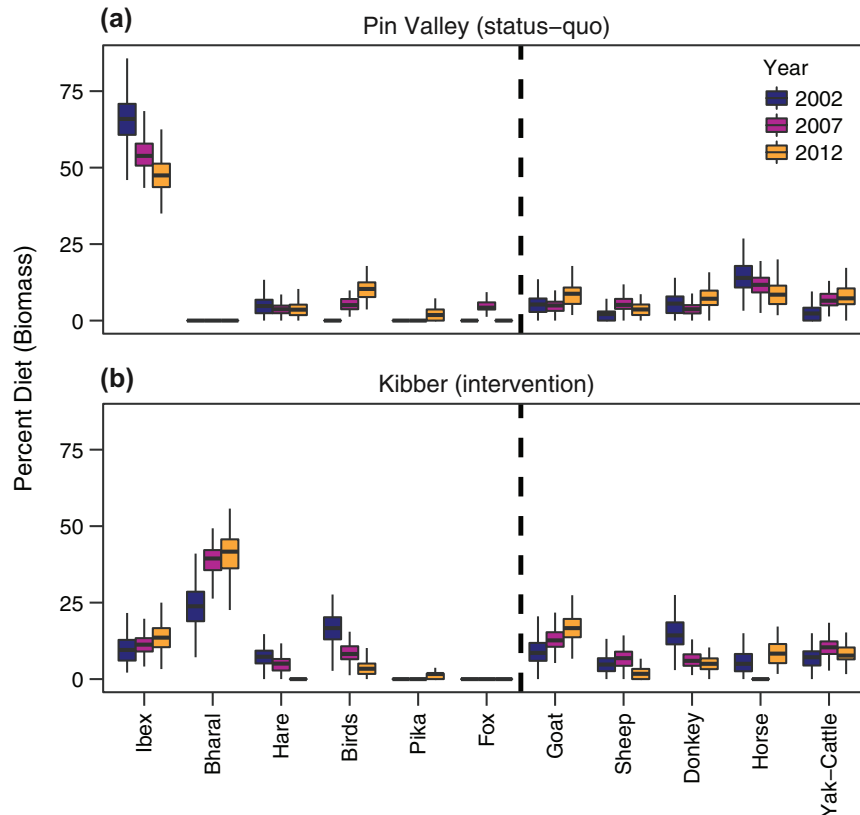 (a)
Pin Valley (status−quo)
Year
2002
2007
2012
75
50
25
0
Percent Diet (Biomass)
(b)
Kibber (intervention)
75
50
25
0
Ibex
Bharal
Hare
Birds
Pika
Fox
Goat
Sheep
Donkey
Horse
Yak−Cattle